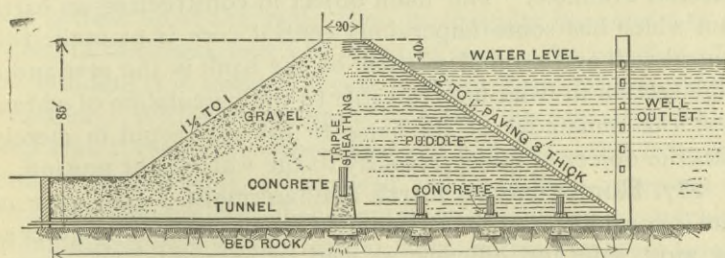 20'
10'
WATER LEVEL
85'
1½ TO 1
GRAVEL
TRIPLE
SHEATHING
2 TO 1 PAVING 3' THICK
PUDDLE
WELL
OUTLET
CONCRETE
CONCRETE
TUNNEL
BED ROCK